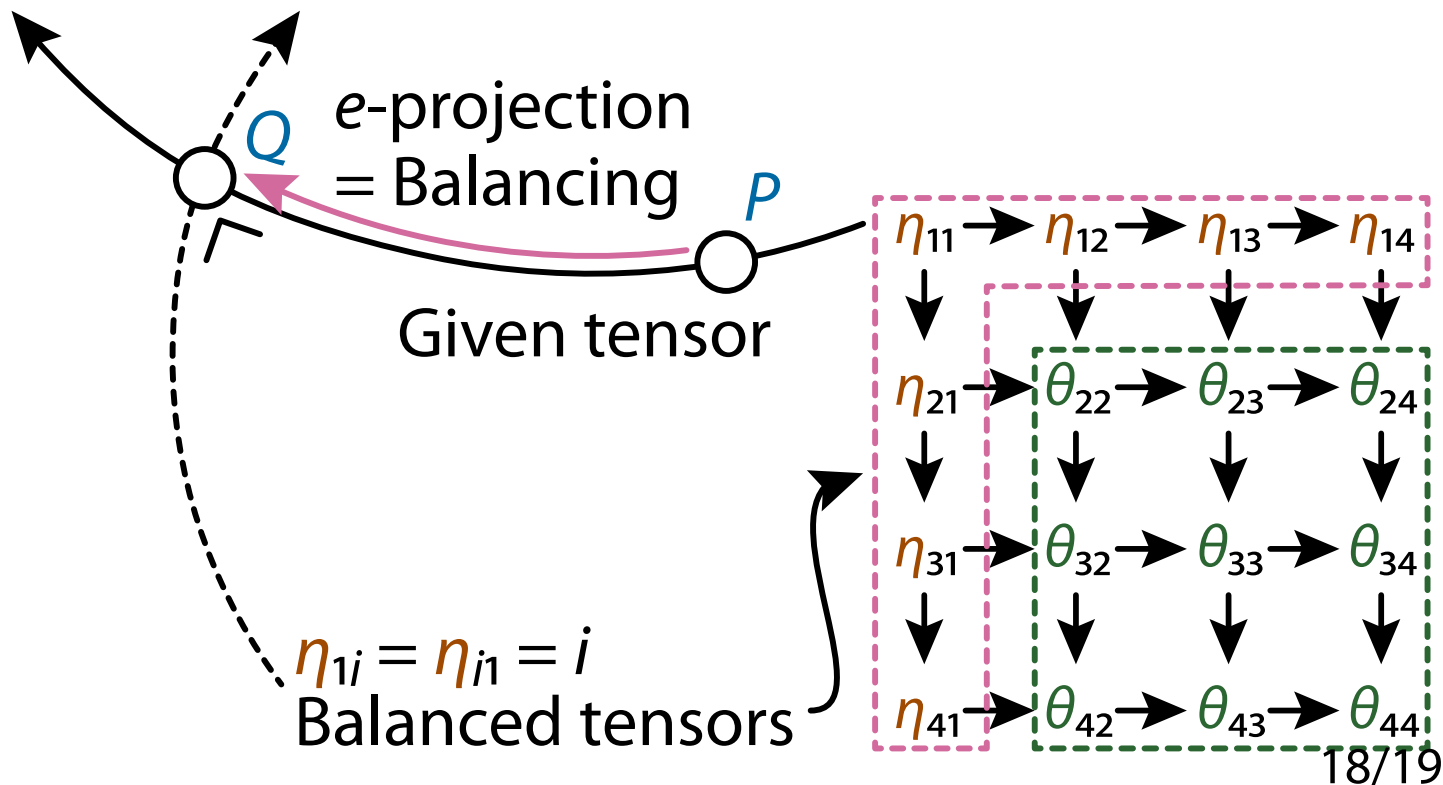 e-projection
= Balancing
Q
P
Given tensor
η11 η12 η13 η14
η21 θ22 θ23 θ24
η31 θ32 θ33 θ34
η41 θ42 θ43 θ44
η1i = ηi1 = i
Balanced tensors
18/19